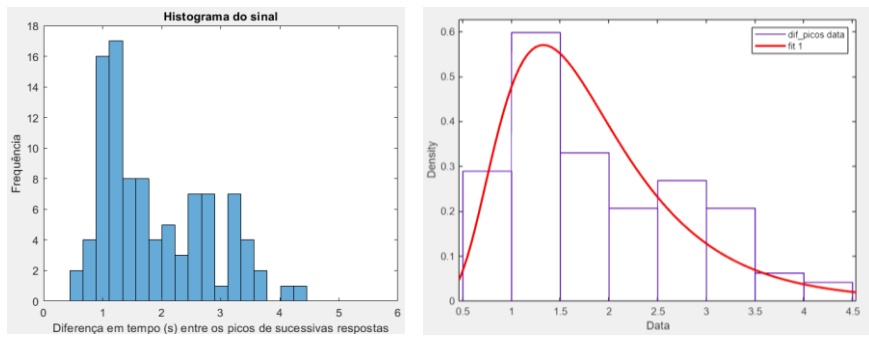 Histograma do sinal
18
16
14
12
10
8
6
4
2
0
Frequência
0 1 2 3 4 5 6
Diferença em tempo (s) entre os picos de sucessivas respostas
dif_picos data
fit 1
0.6
0.5
0.4
0.3
0.2
0.1
0
Density
0.5 1 1.5 2 2.5 3 3.5 4 4.5
Data